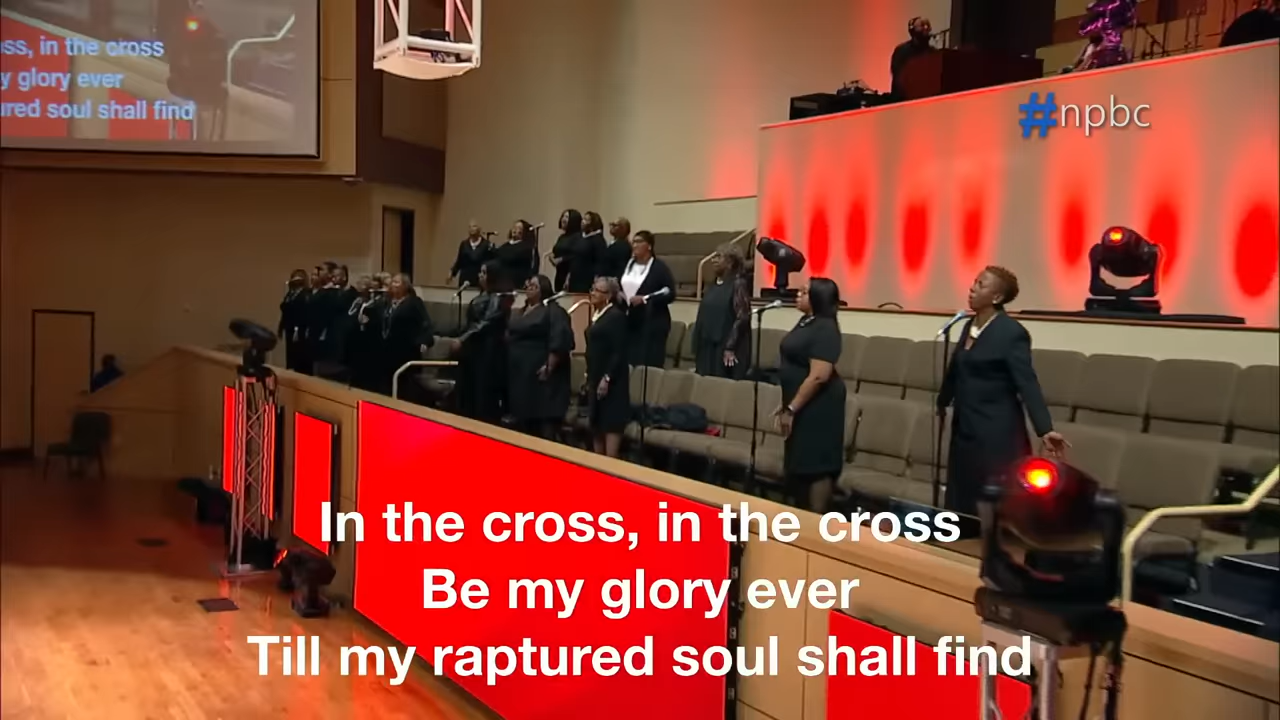 ss, in the cross
y glory ever
ured soul shall find
#npbc
In the cross, in the cross
Be my glory ever
Till my raptured soul shall find